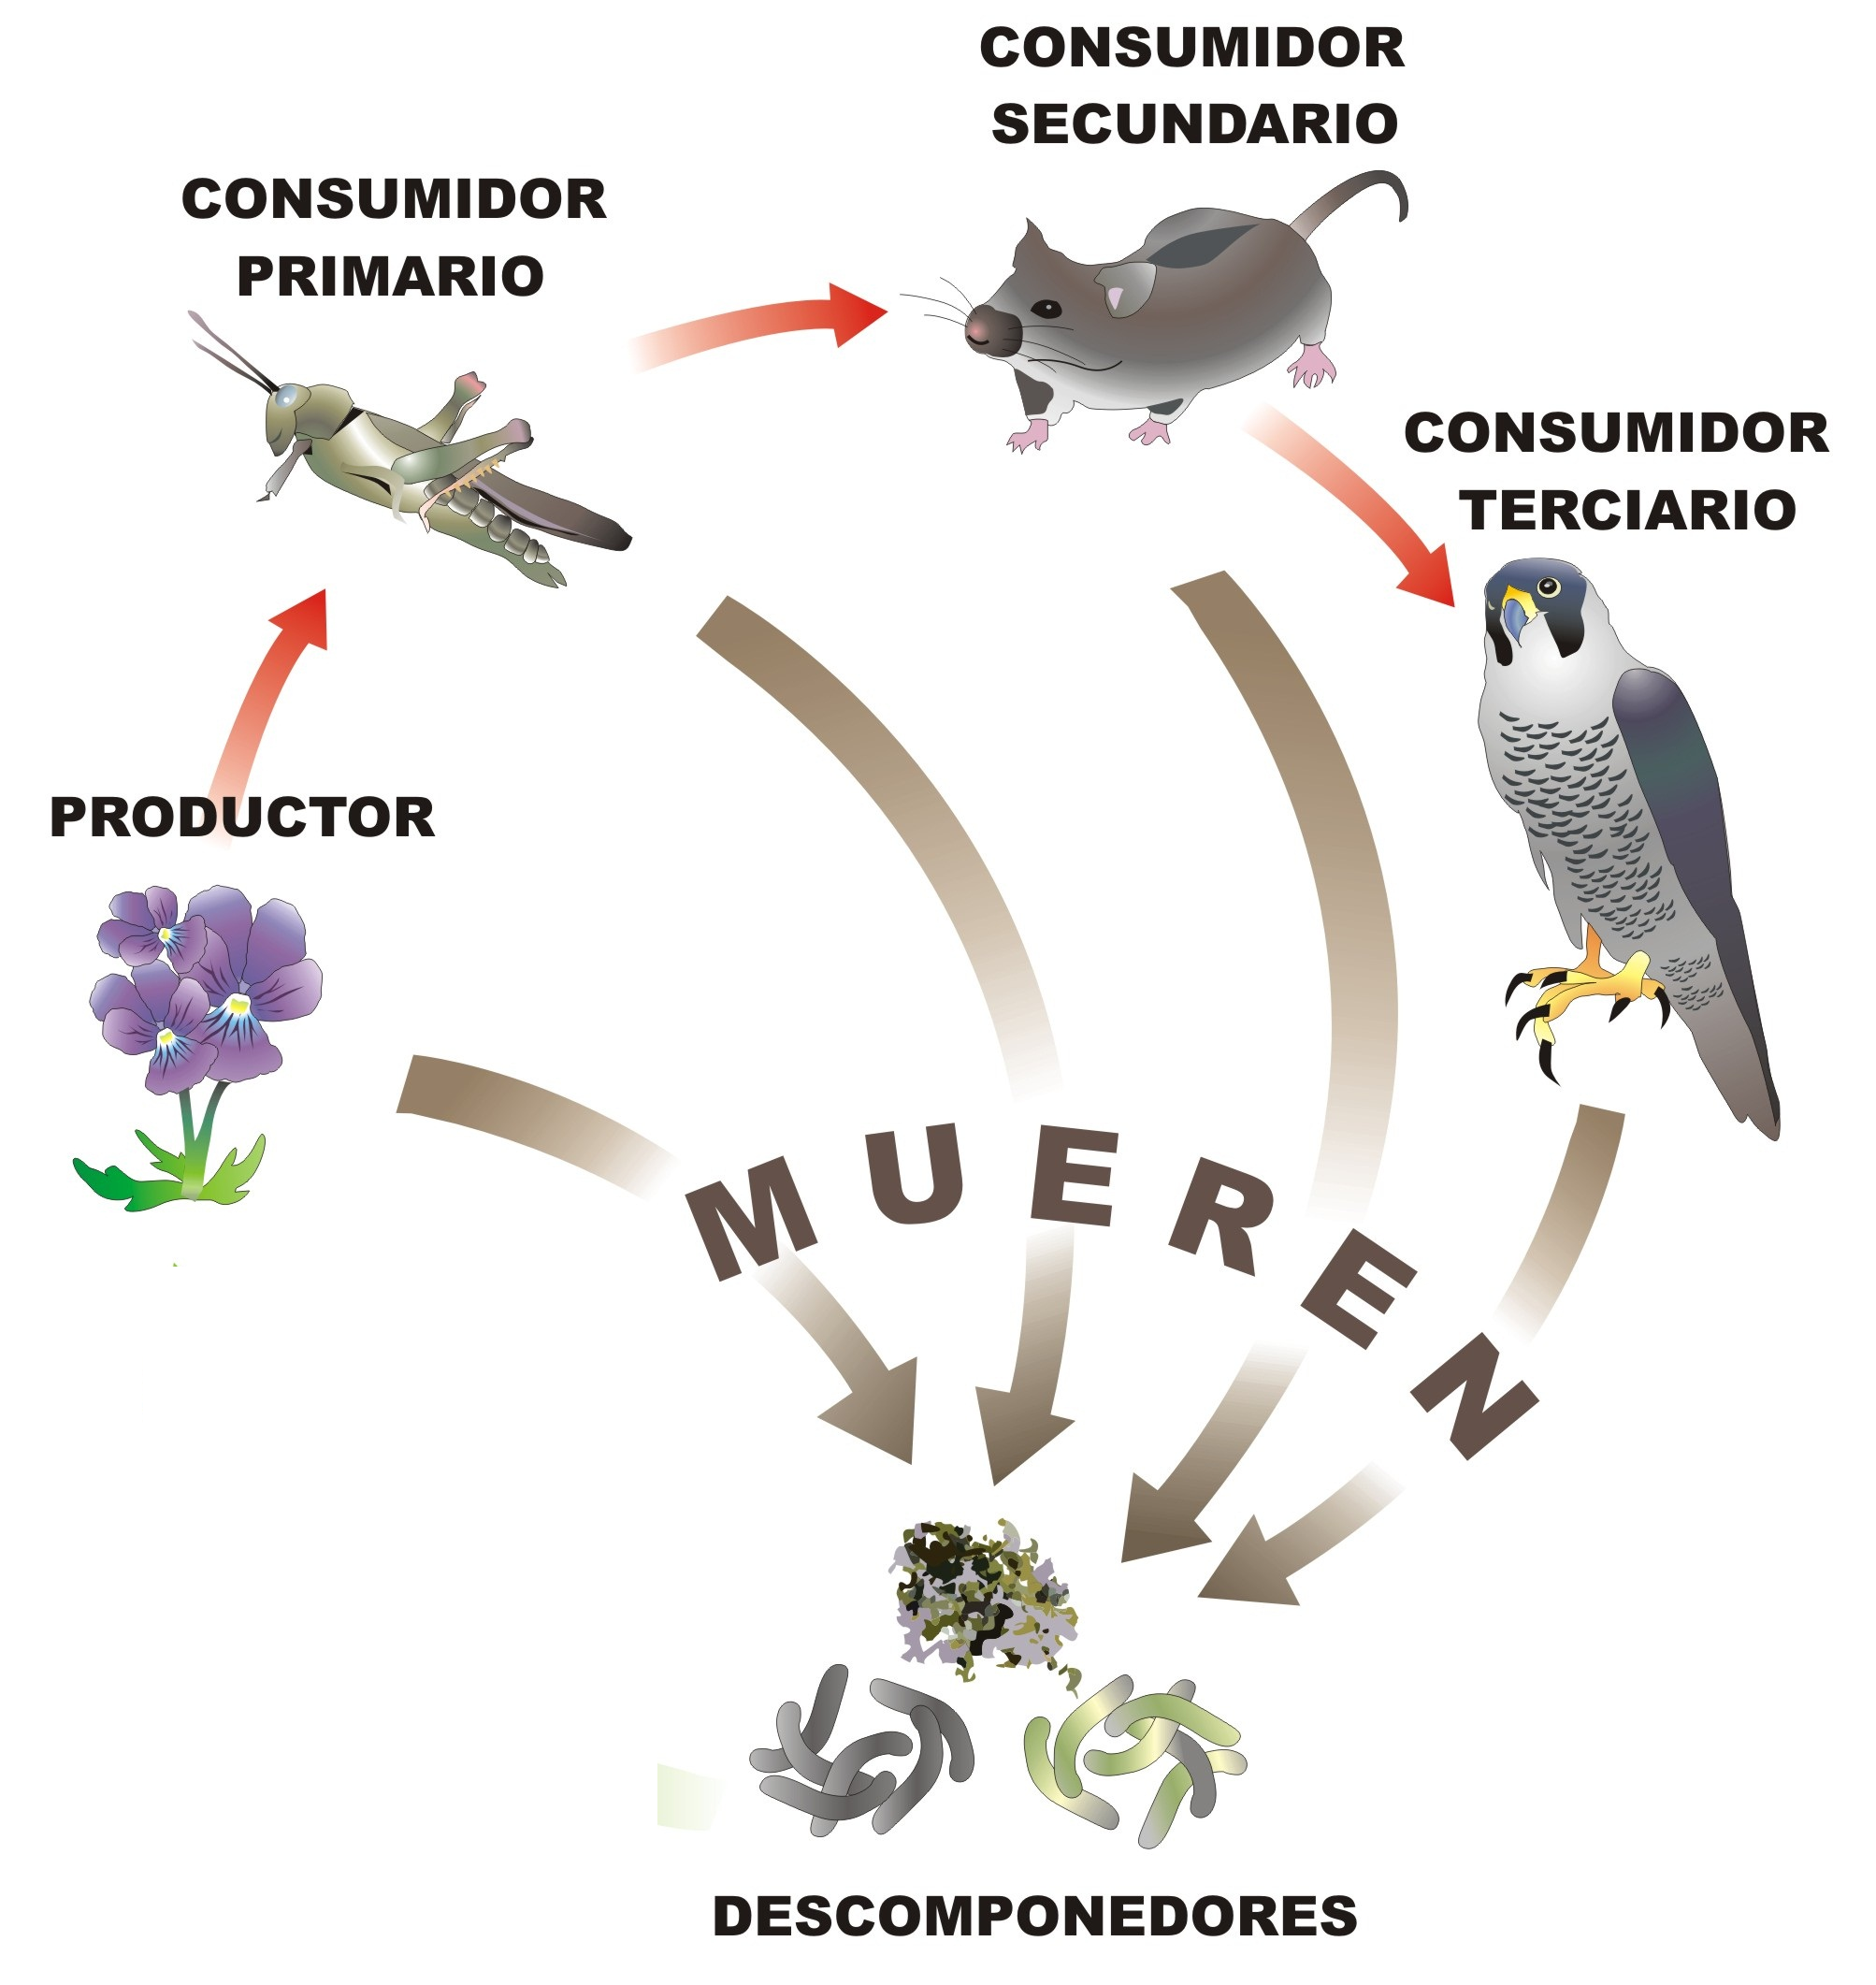 CONSUMIDOR
SECUNDARIO
CONSUMIDOR
PRIMARIO
CONSUMIDOR
TERCIARIO
PRODUCTOR
MUEREN
DESCOMPONEDORES